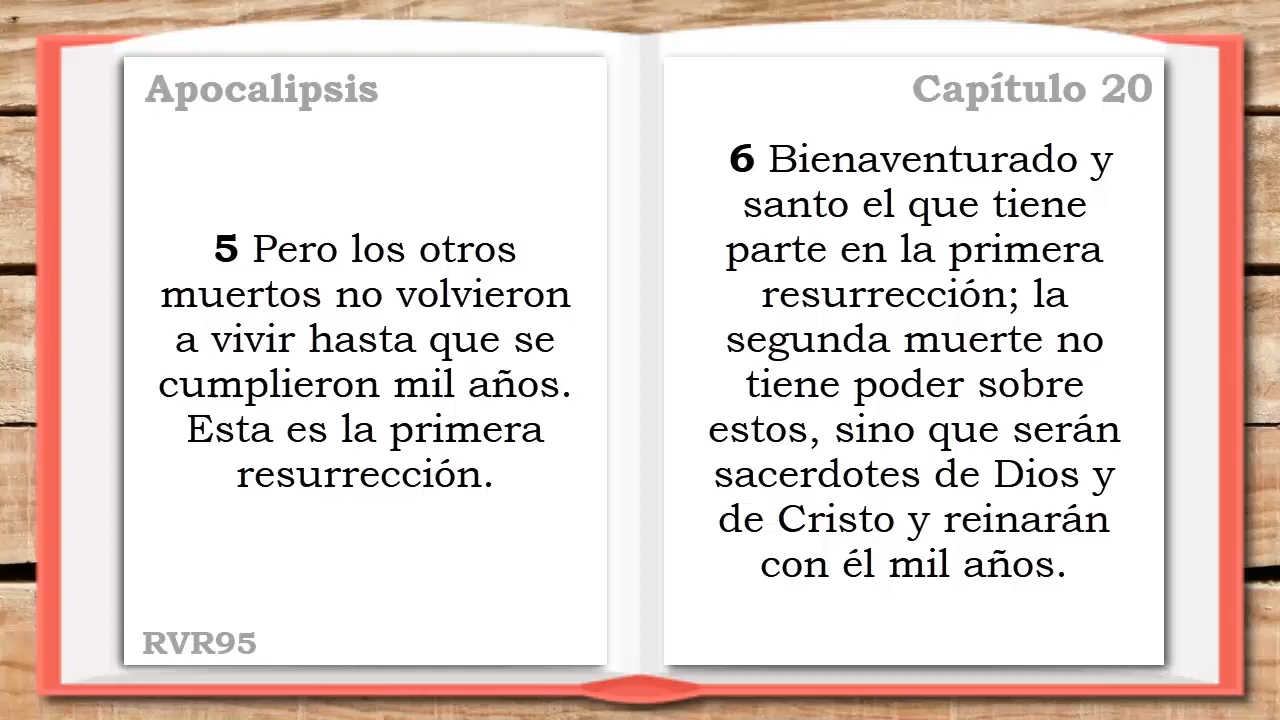 Apocalipsis
5 Pero los otros
muertos no volvieron
a vivir hasta que se
cumplieron mil años.
Esta es la primera
resurrección.
RVR95
Capítulo 20
6 Bienaventurado y
santo el que tiene
parte en la primera
resurrección; la
segunda muerte no
tiene poder sobre
estos, sino que serán
sacerdotes de Dios y
de Cristo y reinarán
con él mil años.